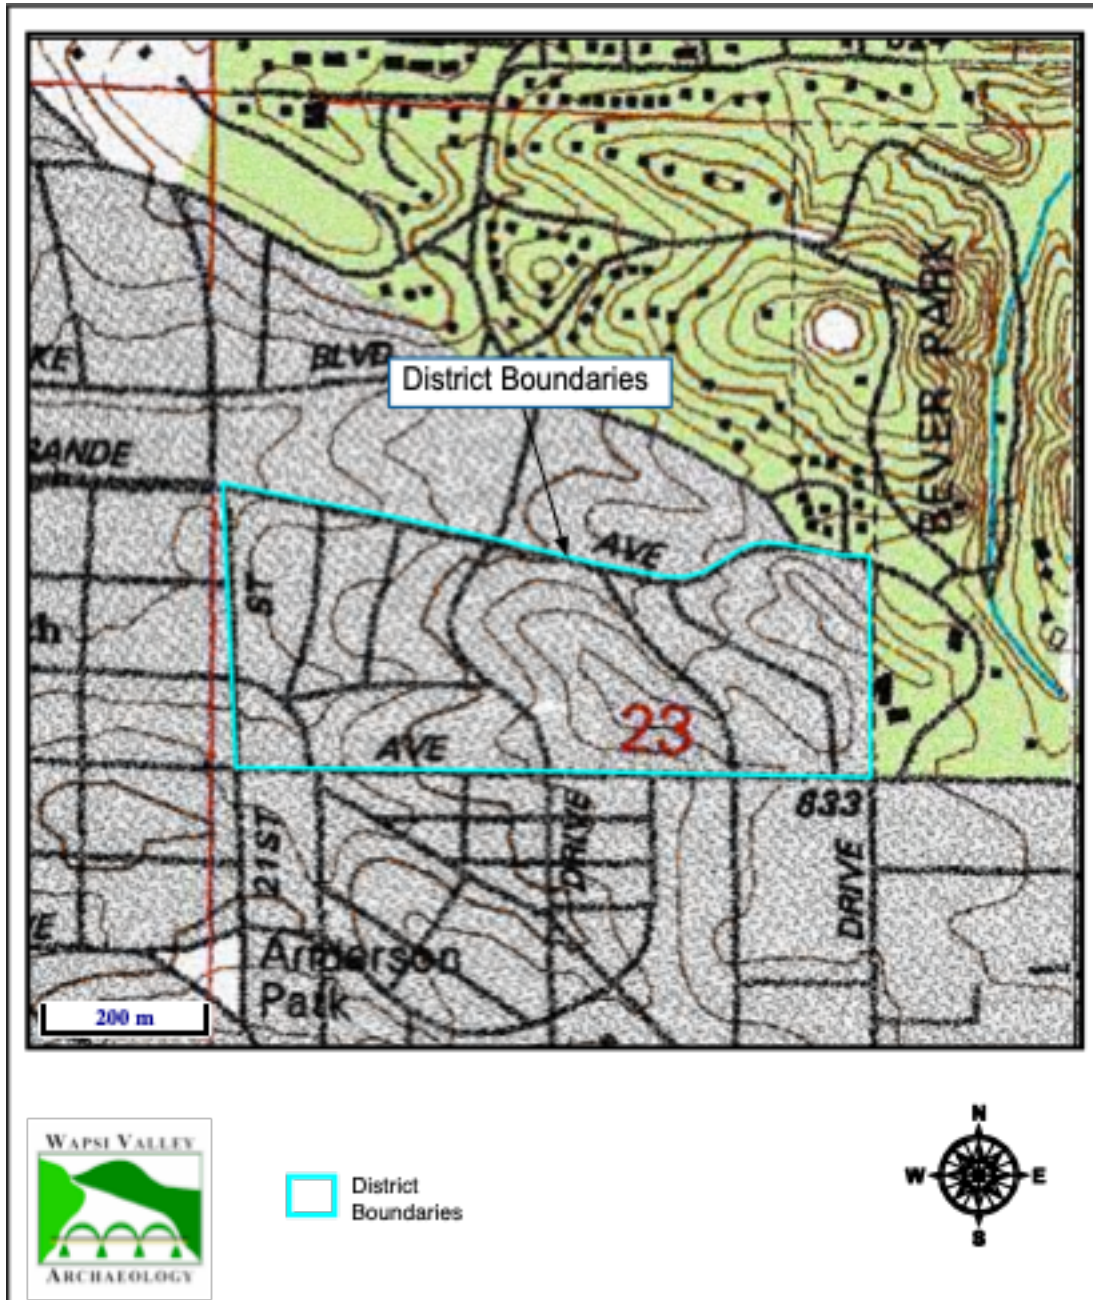 BLVD
District Boundaries
RANDE
AVE
BEVER PARK
ST
23
AVE
833
21ST
DRIVE
DRIVE
Anderson
Park
200 m
WAPSI VALLEY
ARCHAEOLOGY
District
Boundaries
N
W
E
S